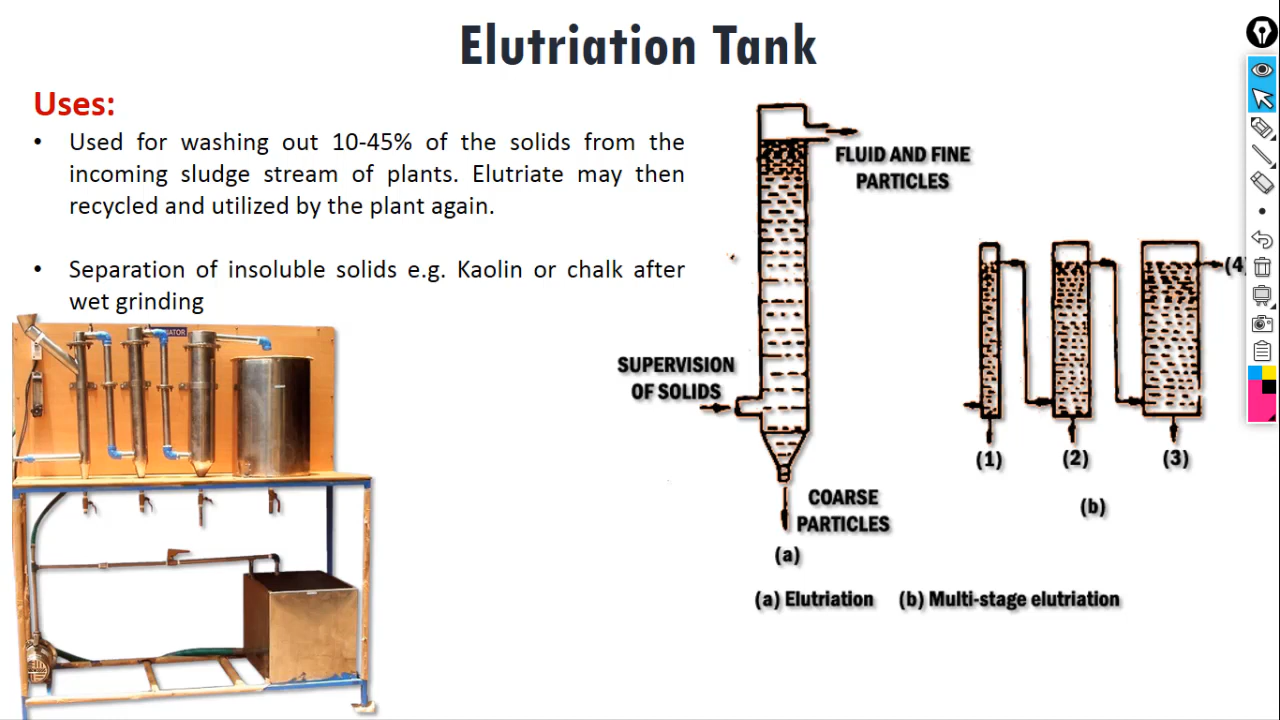 Elutriation Tank
Uses:
• Used for washing out 10-45% of the solids from the
incoming sludge stream of plants. Elutriate may then
recycled and utilized by the plant again.
• Separation of insoluble solids e.g. Kaolin or chalk after
wet grinding
FLUID AND FINE
PARTICLES
SUPERVISION
OF SOLIDS
COARSE
PARTICLES
(a)
(1)
(2)
(3)
(4
(b)
(a) Elutriation (b) Multi-stage elutriation